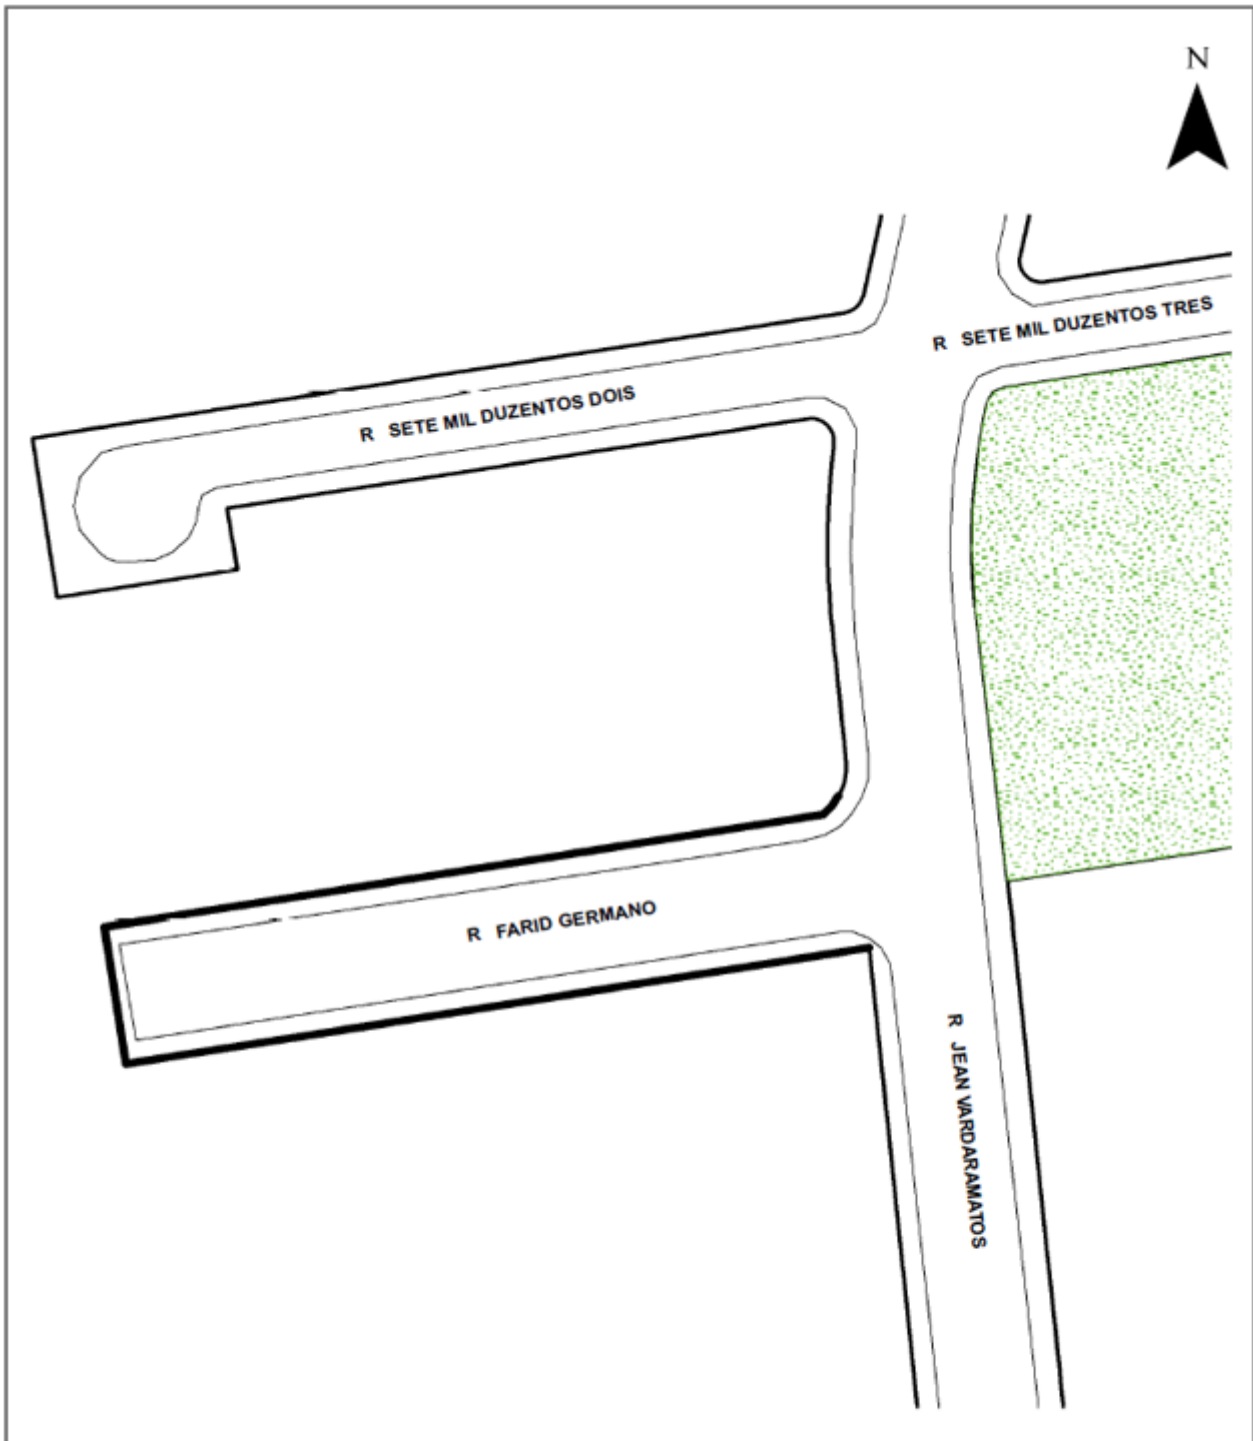 N
R SETE MIL DUZENTOS TRES
R SETE MIL DUZENTOS DOIS
R FARID GERMANO
R JEAN VARDARAMATOS